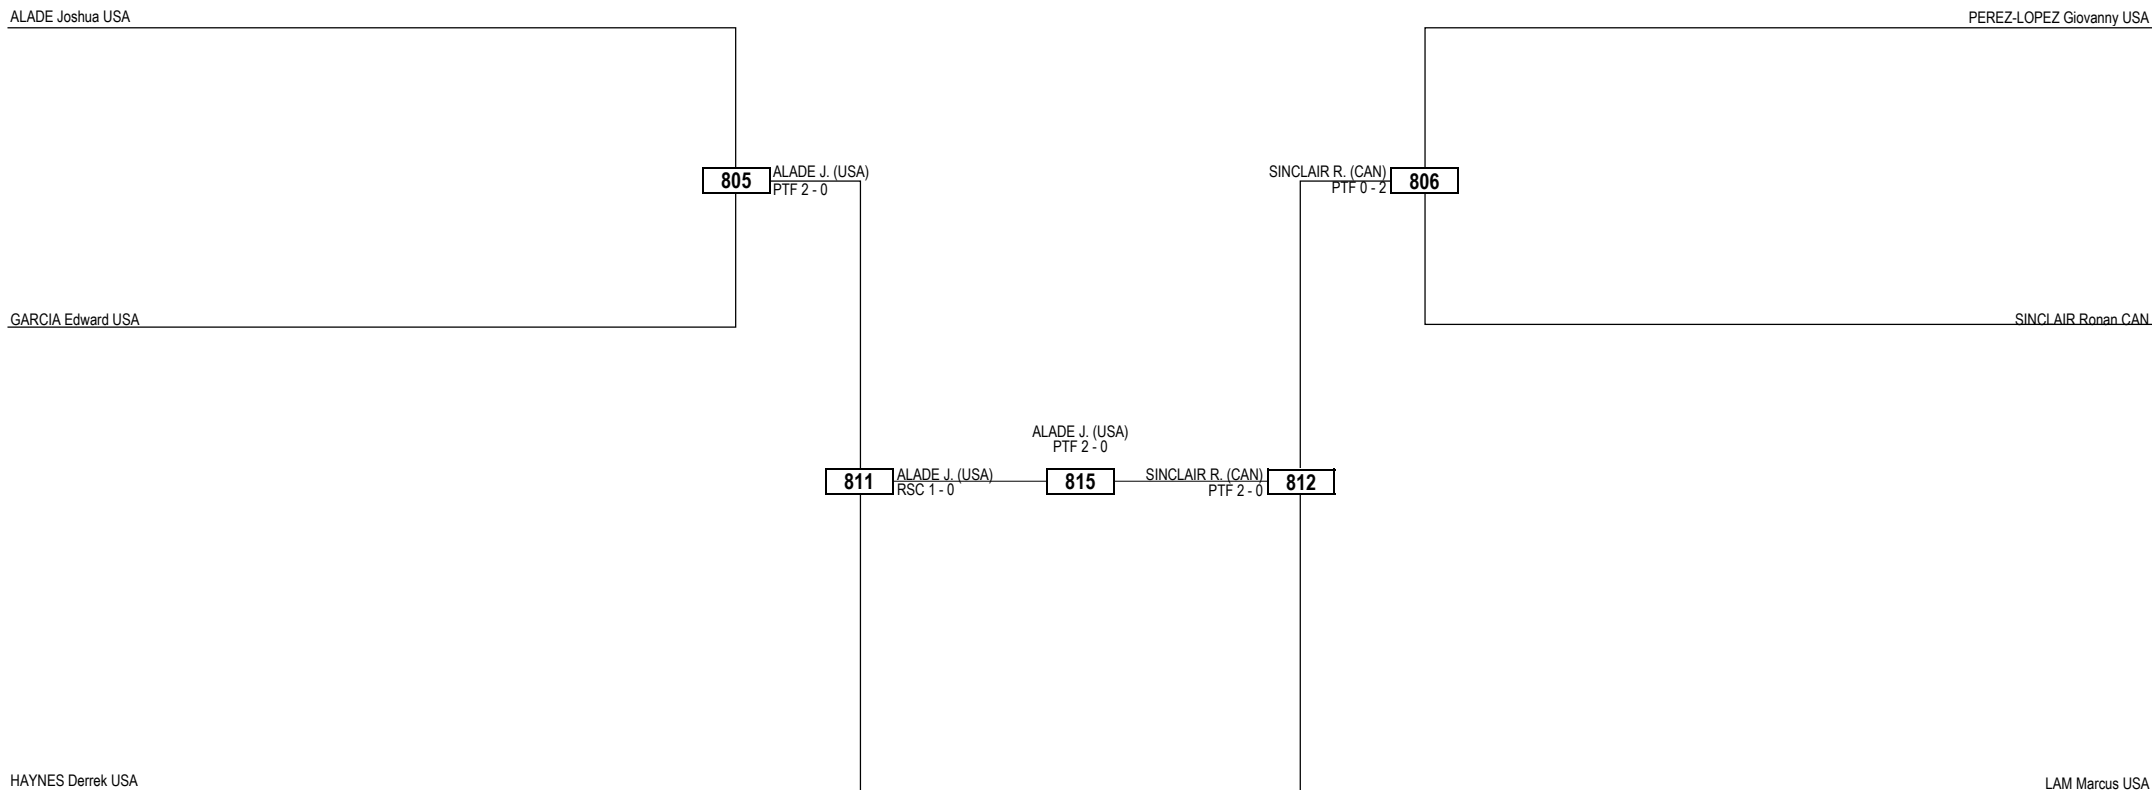 ALADE Joshua USA
PEREZ-LOPEZ Giovanny USA
805
ALADE J. (USA)
PTF 2 - 0
SINCLAIR R. (CAN)
PTF 0 - 2
806
GARCIA Edward USA
SINCLAIR Ronan CAN
ALADE J. (USA)
PTF 2 - 0
811
ALADE J. (USA)
RSC 1 - 0
815
SINCLAIR R. (CAN)
PTF 2 - 0
812
HAYNES Derrek USA
LAM Marcus USA